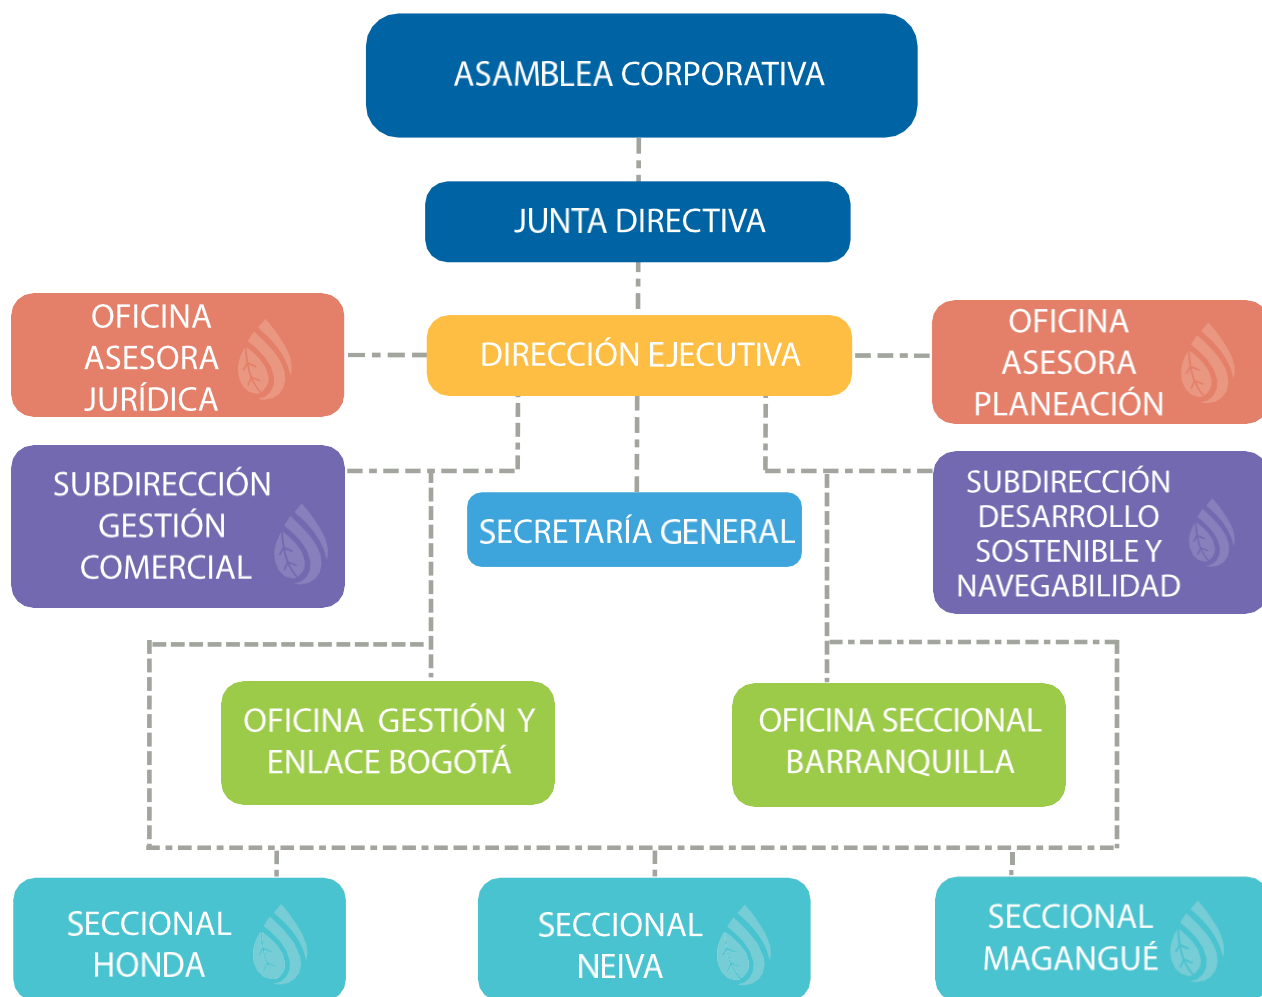 ASAMBLEA CORPORATIVA
JUNTA DIRECTIVA
OFICINA
ASESORA
JURÍDICA
DIRECCIÓN EJECUTIVA
OFICINA
ASESORA
PLANEACIÓN
SUBDIRECCIÓN
GESTIÓN
COMERCIAL
SECRETARÍA GENERAL
SUBDIRECCIÓN
DESARROLLO
SOSTENIBLE Y
NAVEGABILIDAD
OFICINA GESTIÓN Y
ENLACE BOGOTÁ
OFICINA SECCIONAL
BARRANQUILLA
SECCIONAL
HONDA
SECCIONAL
NEIVA
SECCIONAL
MAGANGUÉ